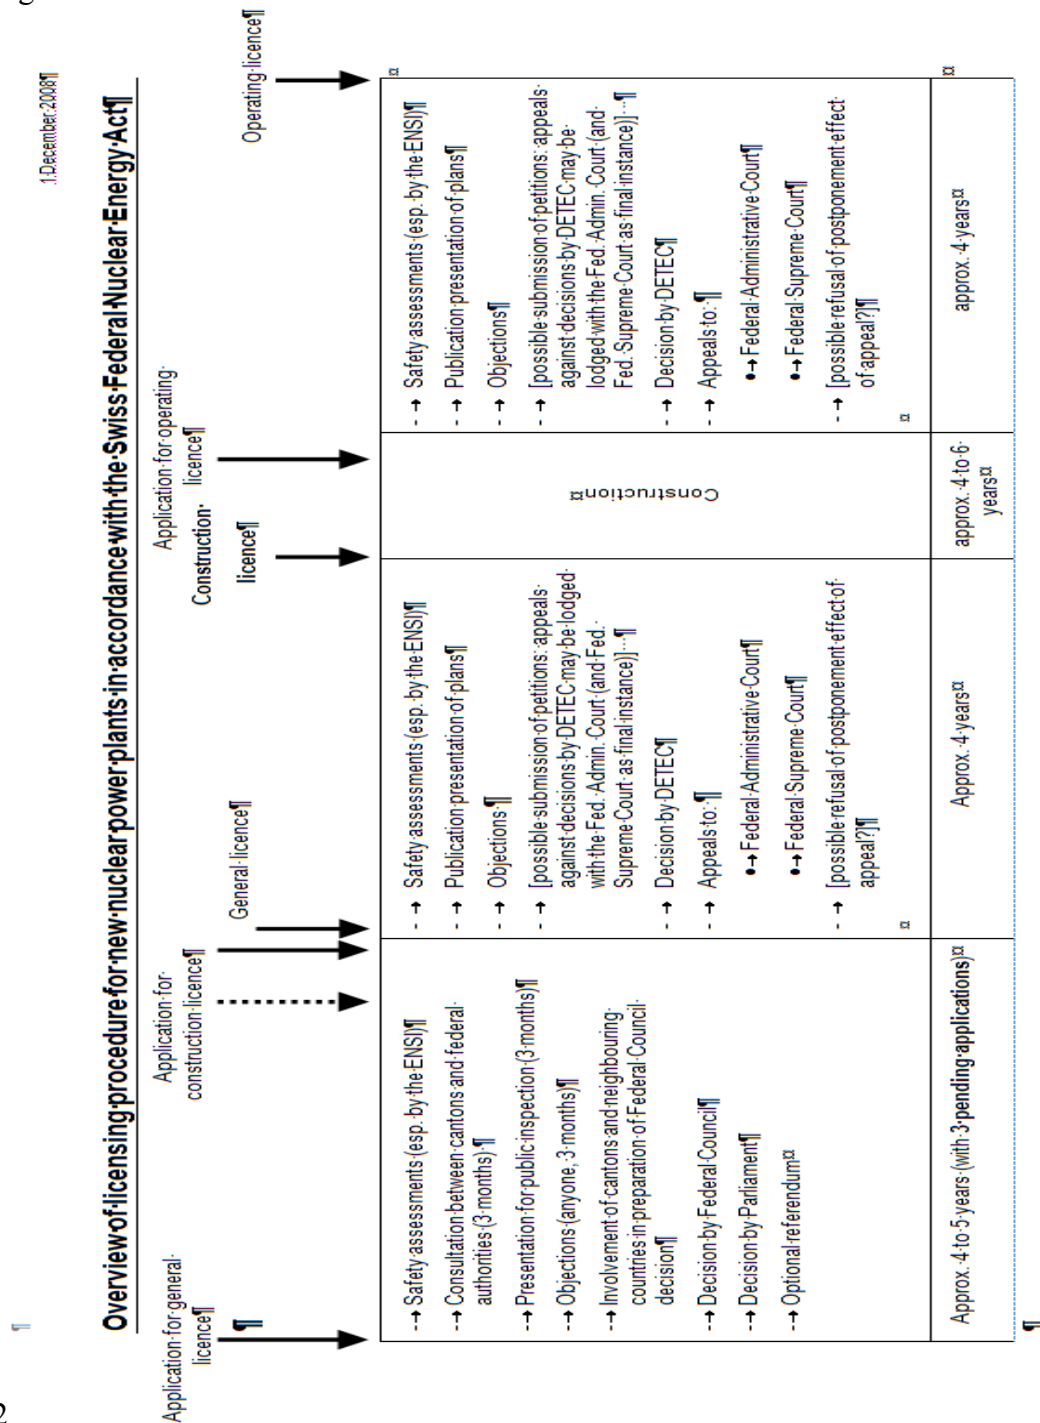 1 December 2008¶
Overview of licensing procedure for new nuclear power plants in accordance with the Swiss Federal Nuclear Energy Act¶
Application for general
licence¶
¶
Application for
construction licence¶
General licence¶
Construction
licence¶
Application for operating
licence¶
Operating licence¶
- → Safety assessments (esp. by the ENSI)¶
- → Consultation between cantons and federal
authorities (3 months) ¶
- → Presentation for public inspection (3 months)¶
- → Objections (anyone, 3 months)¶
- → Involvement of cantons and neighbouring
countries in preparation of Federal Council
decision¶
- → Decision by Federal Council¶
- → Decision by Parliament¶
- → Optional referendum¤
- → Safety assessments (esp. by the ENSI)¶
- → Publication presentation of plans¶
- → Objections ¶
- → [possible submission of petitions: appeals
against decisions by DETEC may be lodged
with the Fed. Admin. Court (and Fed.
Supreme Court as final instance)] ¶
- → Decision by DETEC¶
- → Appeals to: ¶
•→ Federal Administrative Court¶
•→ Federal Supreme Court¶
- → [possible refusal of postponement effect of
appeal?]¶
¤
Construction¤
- → Safety assessments (esp. by the ENSI)¶
- → Publication presentation of plans¶
- → Objections¶
- → [possible submission of petitions: appeals
against decisions by DETEC may be
lodged with the Fed. Admin. Court (and
Fed. Supreme Court as final instance)] ¶
- → Decision by DETEC¶
- → Appeals to: ¶
•→ Federal Administrative Court¶
•→ Federal Supreme Court¶
- → [possible refusal of postponement effect
of appeal?]¶
¤
¤
Approx. 4 to 5 years (with 3 pending applications)¤
Approx. 4 years¤
approx. 4 to 6
years¤
approx. 4 years¤
¤
¶